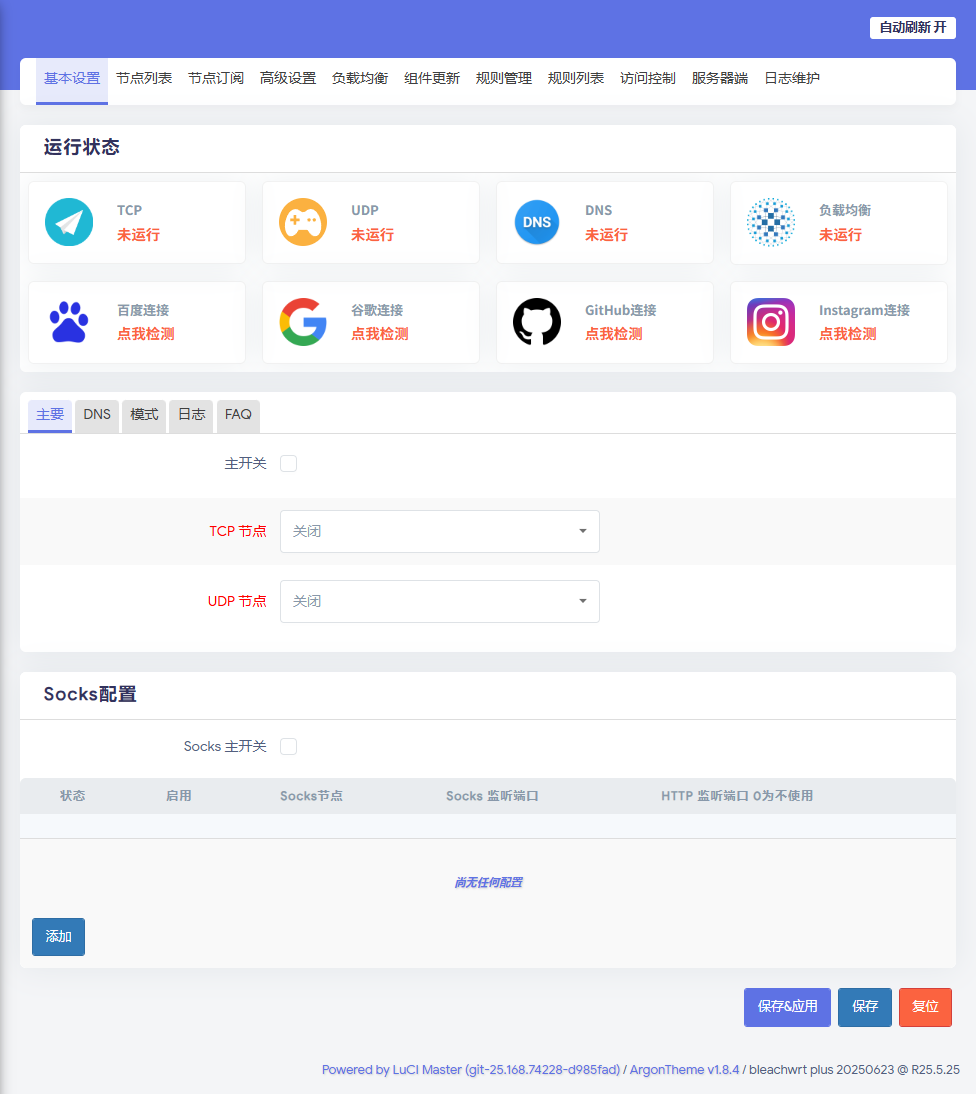 自动刷新 开
基本设置 节点列表 节点订阅 高级设置 负载均衡 组件更新 规则管理 规则列表 访问控制 服务器端 日志维护
运行状态
TCP
未运行
UDP
未运行
DNS
DNS
未运行
负载均衡
未运行
百度连接
点我检测
谷歌连接
点我检测
GitHub连接
点我检测
Instagram连接
点我检测
主要 DNS 模式 日志 FAQ
主开关
TCP 节点 关闭
UDP 节点 关闭
Socks配置
Socks 主开关
状态 启用 Socks节点 Socks 监听端口 HTTP 监听端口 0为不使用
尚无任何配置
添加
保存&应用 保存 复位
Powered by LuCI Master (git-25.168.74228-d985fad) / ArgonTheme v1.8.4 / bleachwrt plus 20250623 @ R25.5.25